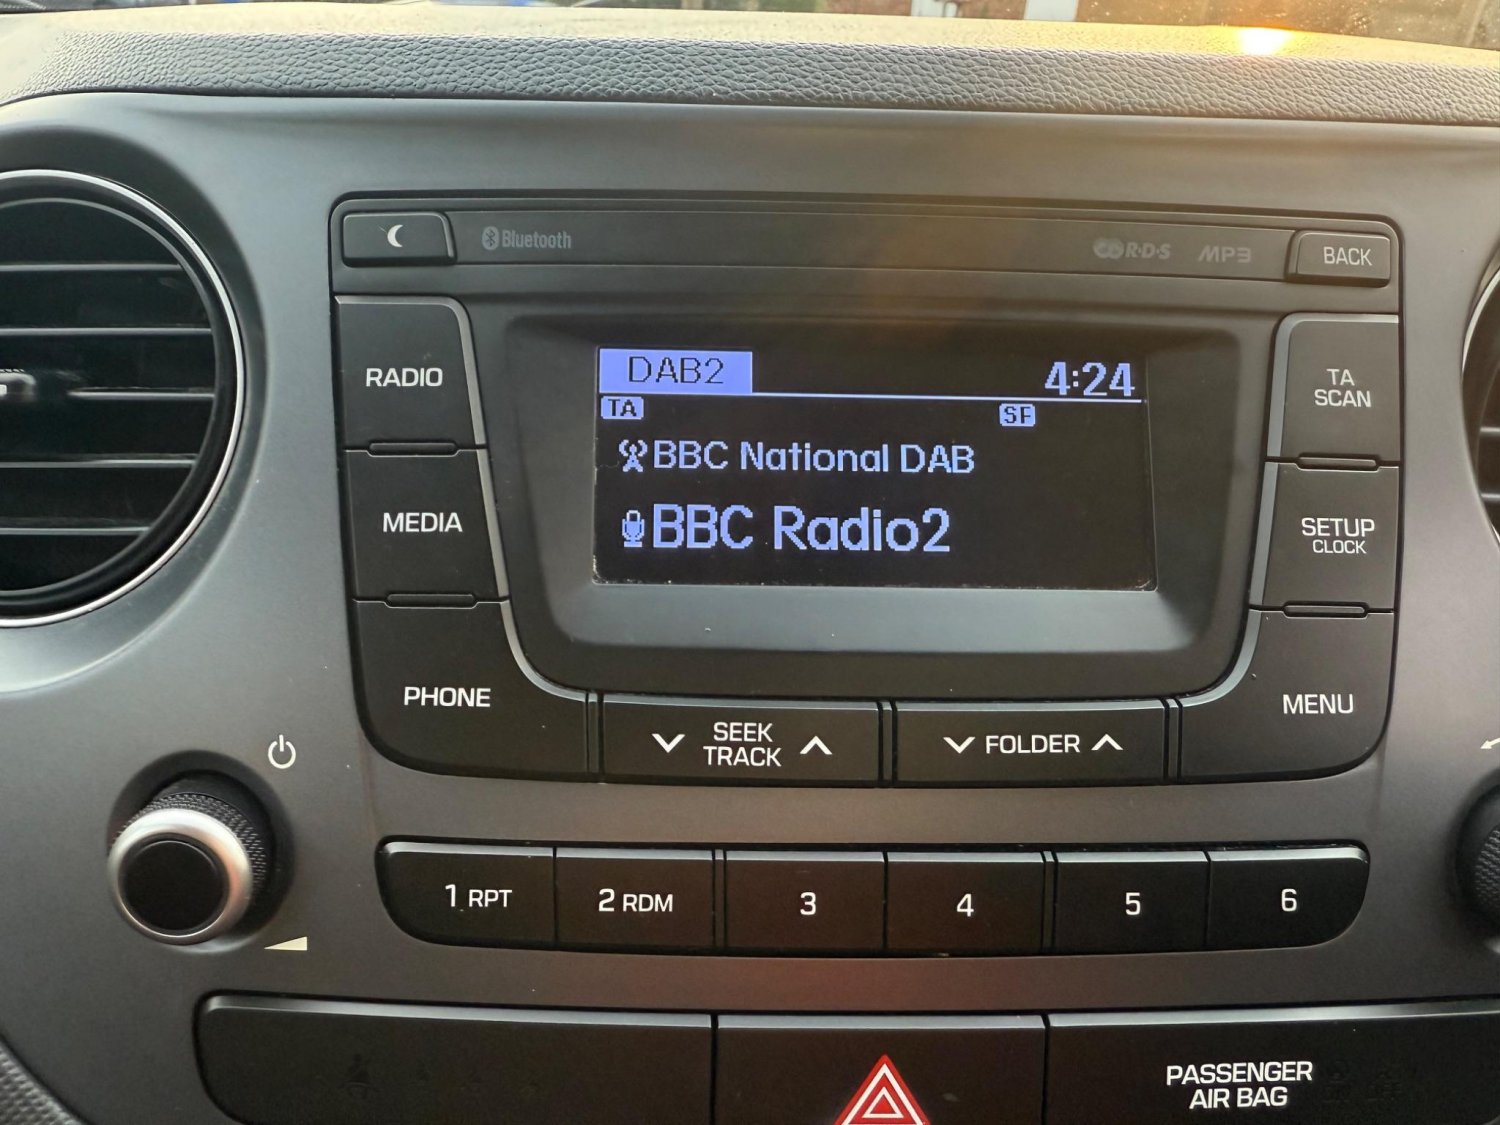 Bluetooth
RDS MP3
BACK
RADIO
DAB2 4:24
TA SF
BBC National DAB
BBC Radio2
TA
SCAN
MEDIA
SETUP
CLOCK
PHONE
SEEK
TRACK
FOLDER
MENU
1 RPT
2 RDM
3
4
5
6
PASSENGER
AIR BAG